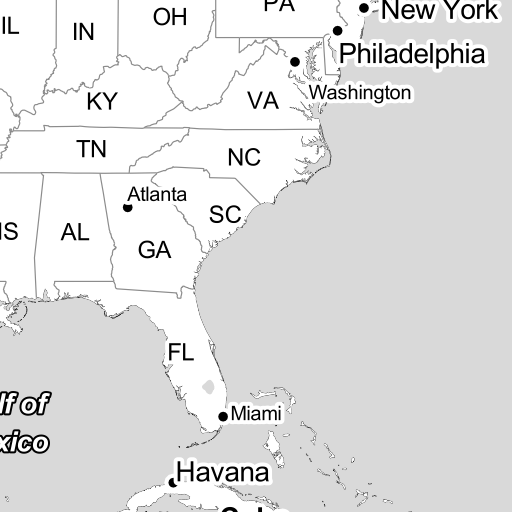 PA
New York
OH
IL
IN
Philadelphia
Washington
KY
VA
TN
NC
Atlanta
SC
AL
GA
FL
lf of
xico
Miami
Havana